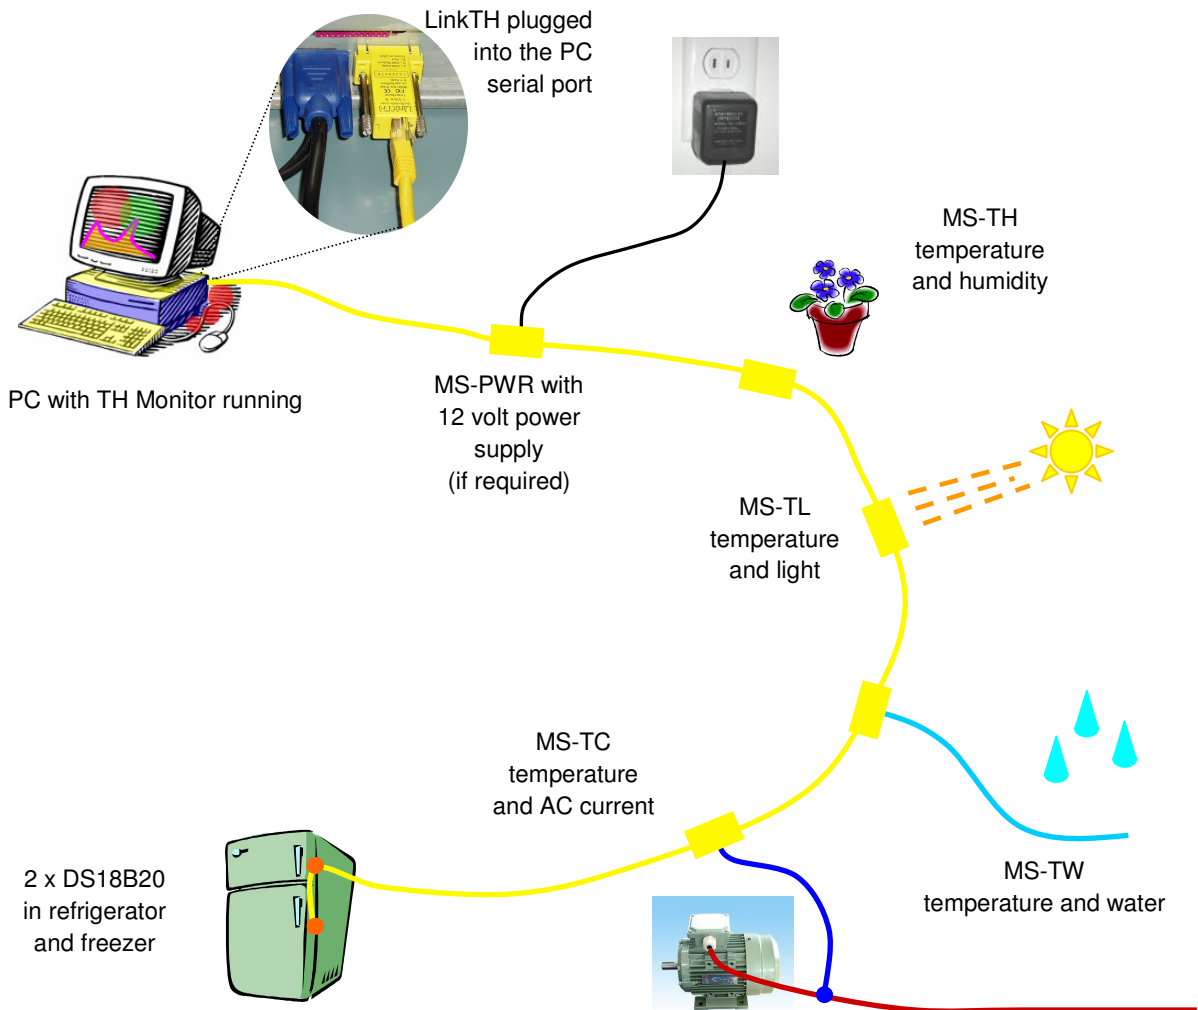 LinkTH plugged
into the PC
serial port
LinkTH
MS-TH
temperature
and humidity
PC with TH Monitor running
MS-PWR with
12 volt power
supply
(if required)
MS-TL
temperature
and light
MS-TC
temperature
and AC current
2 x DS18B20
in refrigerator
and freezer
MS-TW
temperature and water